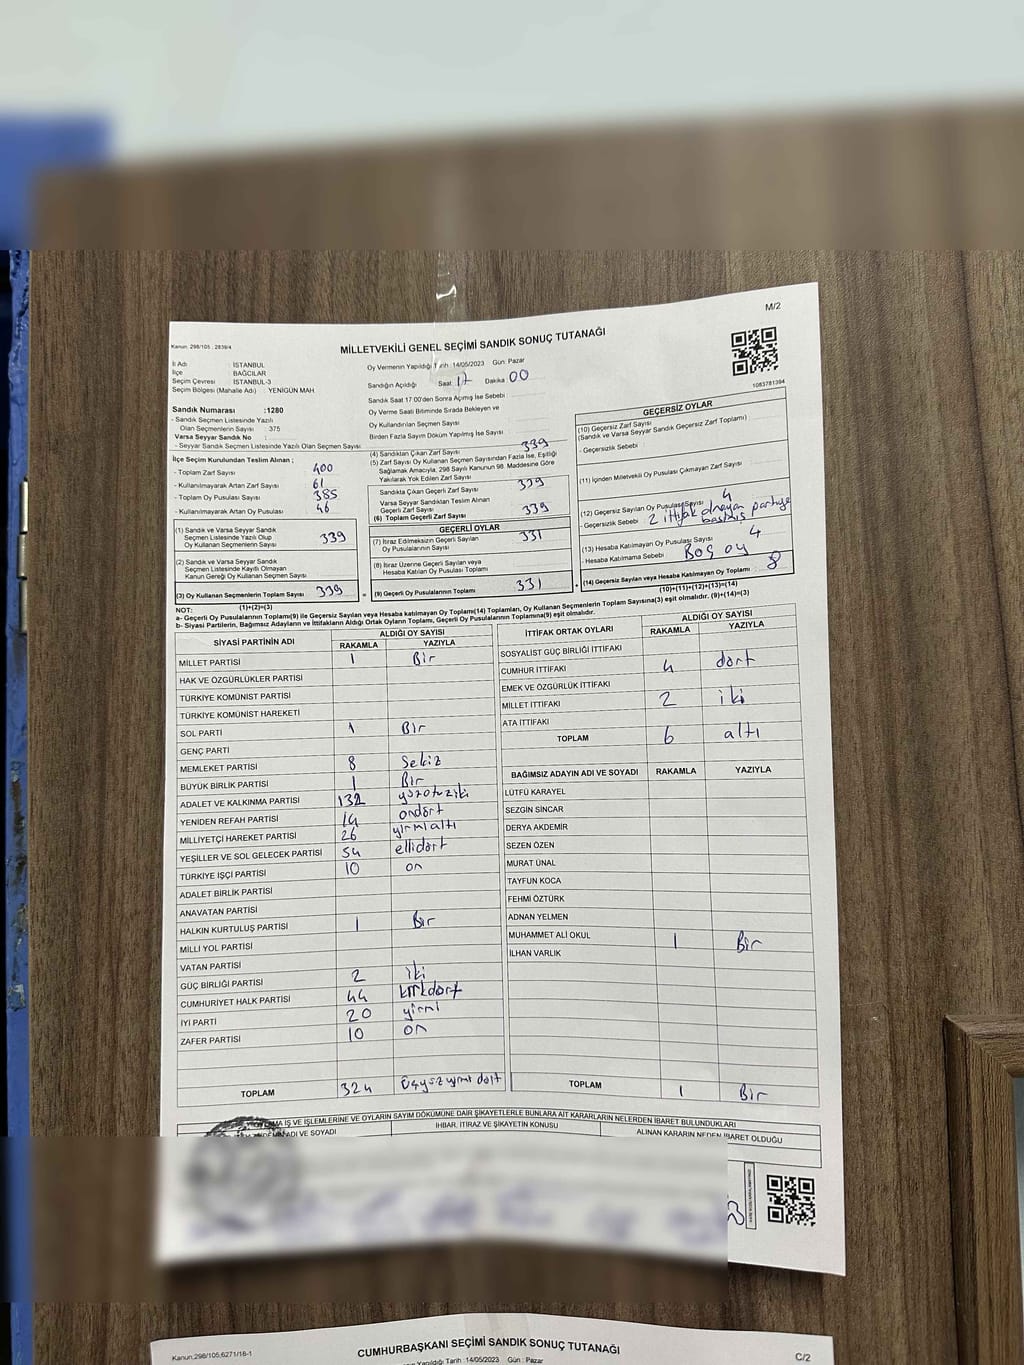 M/2
Kanun: 298/105 , 2839/4
MİLLETVEKİLİ GENEL SEÇİMİ SANDIK SONUÇ TUTANAĞI
1083781394
İl Adı : İSTANBUL
İlçe : BAĞCILAR
Seçim Çevresi : İSTANBUL-3
Seçim Bölgesi (Mahalle Adı) : YENİGÜN MAH
Sandık Numarası :1280
- Sandık Seçmen Listesinde Yazılı
Olan Seçmenlerin Sayısı : 375
Varsa Seyyar Sandık No :
- Seyyar Sandık Seçmen Listesinde Yazılı Olan Seçmen Sayısı :
İlçe Seçim Kurulundan Teslim Alınan ;
- Toplam Zarf Sayısı 400
- Kullanılmayarak Artan Zarf Sayısı 61
- Toplam Oy Pusulası Sayısı 385
- Kullanılmayarak Artan Oy Pusulası 46
(1) Sandık ve Varsa Seyyar Sandık
Seçmen Listesinde Yazılı Olup
Oy Kullanan Seçmenlerin Sayısı 339
(2) Sandık ve Varsa Seyyar Sandık
Seçmen Listesinde Kayıtlı Olmayan
Kanun Gereği Oy Kullanan Seçmen Sayısı
(3) Oy Kullanan Seçmenlerin Toplam Sayısı 339
(1)+(2)=(3)
Oy Vermenin Yapıldığı Tarih :14/05/2023 Gün: Pazar
Sandığın Açıldığı Saat 17 Dakika 00
Sandık Saat 17'00'den Sonra Açılmış İse Sebebi
Oy Verme Saati Bitiminde Sırada Bekleyen ve
Oy Kullandırılan Seçmen Sayısı
Birden Fazla Sayım Döküm Yapılmış İse Sayısı
(4) Sandıktan Çıkan Zarf Sayısı 339
(5) Zarf Sayısı Oy Kullanan Seçmen Sayısından Fazla İse, Eşitliği
Sağlamak Amacıyla; 298 Sayılı Kanunun 98. Maddesine Göre
Yakılarak Yok Edilen Zarf Sayısı
Sandıkta Çıkan Geçerli Zarf Sayısı 339
Varsa Seyyar Sandıktan Teslim Alınan
Geçerli Zarf Sayısı
(6) Toplam Geçerli Zarf Sayısı 339
GEÇERLİ OYLAR
(7) İtiraz Edilmeksizin Geçerli Sayılan
Oy Pusulalarının Sayısı 331
(8) İtiraz Üzerine Geçerli Sayılan veya
Hesaba Katılan Oy Pusulası Toplamı
= (9) Geçerli Oy Pusulalarının Toplamı 331
GEÇERSİZ OYLAR
(10) Geçersiz Zarf Sayısı
(Sandık ve Varsa Seyyar Sandık Geçersiz Zarf Toplamı)
- Geçersizlik Sebebi
(11) İçinden Milletvekili Oy Pusulası Çıkmayan Zarf Sayısı
(12) Geçersiz Sayılan Oy Pusulası Sayısı 4
- Geçersizlik Sebebi 2 ittifak olmayan partiye
basılmış
(13) Hesaba Katılmayan Oy Pusulası Sayısı 4
- Hesaba Katılmama Sebebi Boş oy
+ (14) Geçersiz Sayılan veya Hesaba Katılmayan Oy Toplamı 8
(10)+(11)+(12)+(13)=(14)
NOT:
a- Geçerli Oy Pusulalarının Toplamı(9) ile Geçersiz Sayılan veya Hesaba katılmayan Oy Toplamı(14) Toplamları, Oy Kullanan Seçmenlerin Toplam Sayısına(3) eşit olmalıdır. (9)+(14)=(3)
b- Siyasi Partilerin, Bağımsız Adayların ve İttifakların Aldığı Ortak Oyların Toplamı, Geçerli Oy Pusulalarının Toplamına(9) eşit olmalıdır.
SİYASİ PARTİNİN ADI ALDIĞI OY SAYISI
RAKAMLA YAZIYLA
MİLLET PARTİSİ 1 Bir
HAK VE ÖZGÜRLÜKLER PARTİSİ
TÜRKİYE KOMÜNİST PARTİSİ
TÜRKİYE KOMÜNİST HAREKETİ
SOL PARTİ 1 Bir
GENÇ PARTİ
MEMLEKET PARTİSİ 8 Sekiz
BÜYÜK BİRLİK PARTİSİ 1 Bir
ADALET VE KALKINMA PARTİSİ 132 yüzotuziki
YENİDEN REFAH PARTİSİ 14 ondört
MİLLİYETÇİ HAREKET PARTİSİ 26 yirmialtı
YEŞİLLER VE SOL GELECEK PARTİSİ 54 ellidört
TÜRKİYE İŞÇİ PARTİSİ 10 on
ADALET BİRLİK PARTİSİ
ANAVATAN PARTİSİ
HALKIN KURTULUŞ PARTİSİ 1 Bir
MİLLİ YOL PARTİSİ
VATAN PARTİSİ
GÜÇ BİRLİĞİ PARTİSİ 2 iki
CUMHURİYET HALK PARTİSİ 44 kırkdört
İYİ PARTİ 20 yirmi
ZAFER PARTİSİ 10 on
TOPLAM 324 Üçyüzyirmi dört
İTTİFAK ORTAK OYLARI ALDIĞI OY SAYISI
RAKAMLA YAZIYLA
SOSYALİST GÜÇ BİRLİĞİ İTTİFAKI
CUMHUR İTTİFAKI 4 dört
EMEK VE ÖZGÜRLÜK İTTİFAKI
MİLLET İTTİFAKI 2 iki
ATA İTTİFAKI
TOPLAM 6 altı
BAĞIMSIZ ADAYIN ADI VE SOYADI RAKAMLA YAZIYLA
LÜTFÜ KARAYEL
SEZGİN SİNCAR
DERYA AKDEMİR
SEZEN ÖZEN
MURAT ÜNAL
TAYFUN KOCA
FEHMİ ÖZTÜRK
ADNAN YELMEN
MUHAMMET ALİ OKUL 1 Bir
İLHAN VARLIK
TOPLAM 1 Bir
İŞ VE İŞLEMLERİNE VE OYLARIN SAYIM DÖKÜMÜNE DAİR ŞİKAYETLERLE BUNLARA AİT KARARLARIN NELERDEN İBARET BULUNDUKLARI
ADI VE SOYADI İHBAR, İTİRAZ VE ŞİKAYETİN KONUSU ALINAN KARARIN NEDEN İBARET OLDUĞU
Kanun:298/105,6271/18-1
CUMHURBAŞKANI SEÇİMİ SANDIK SONUÇ TUTANAĞI
C/2
Yapıldığı Tarih :14/05/2023 Gün : Pazar